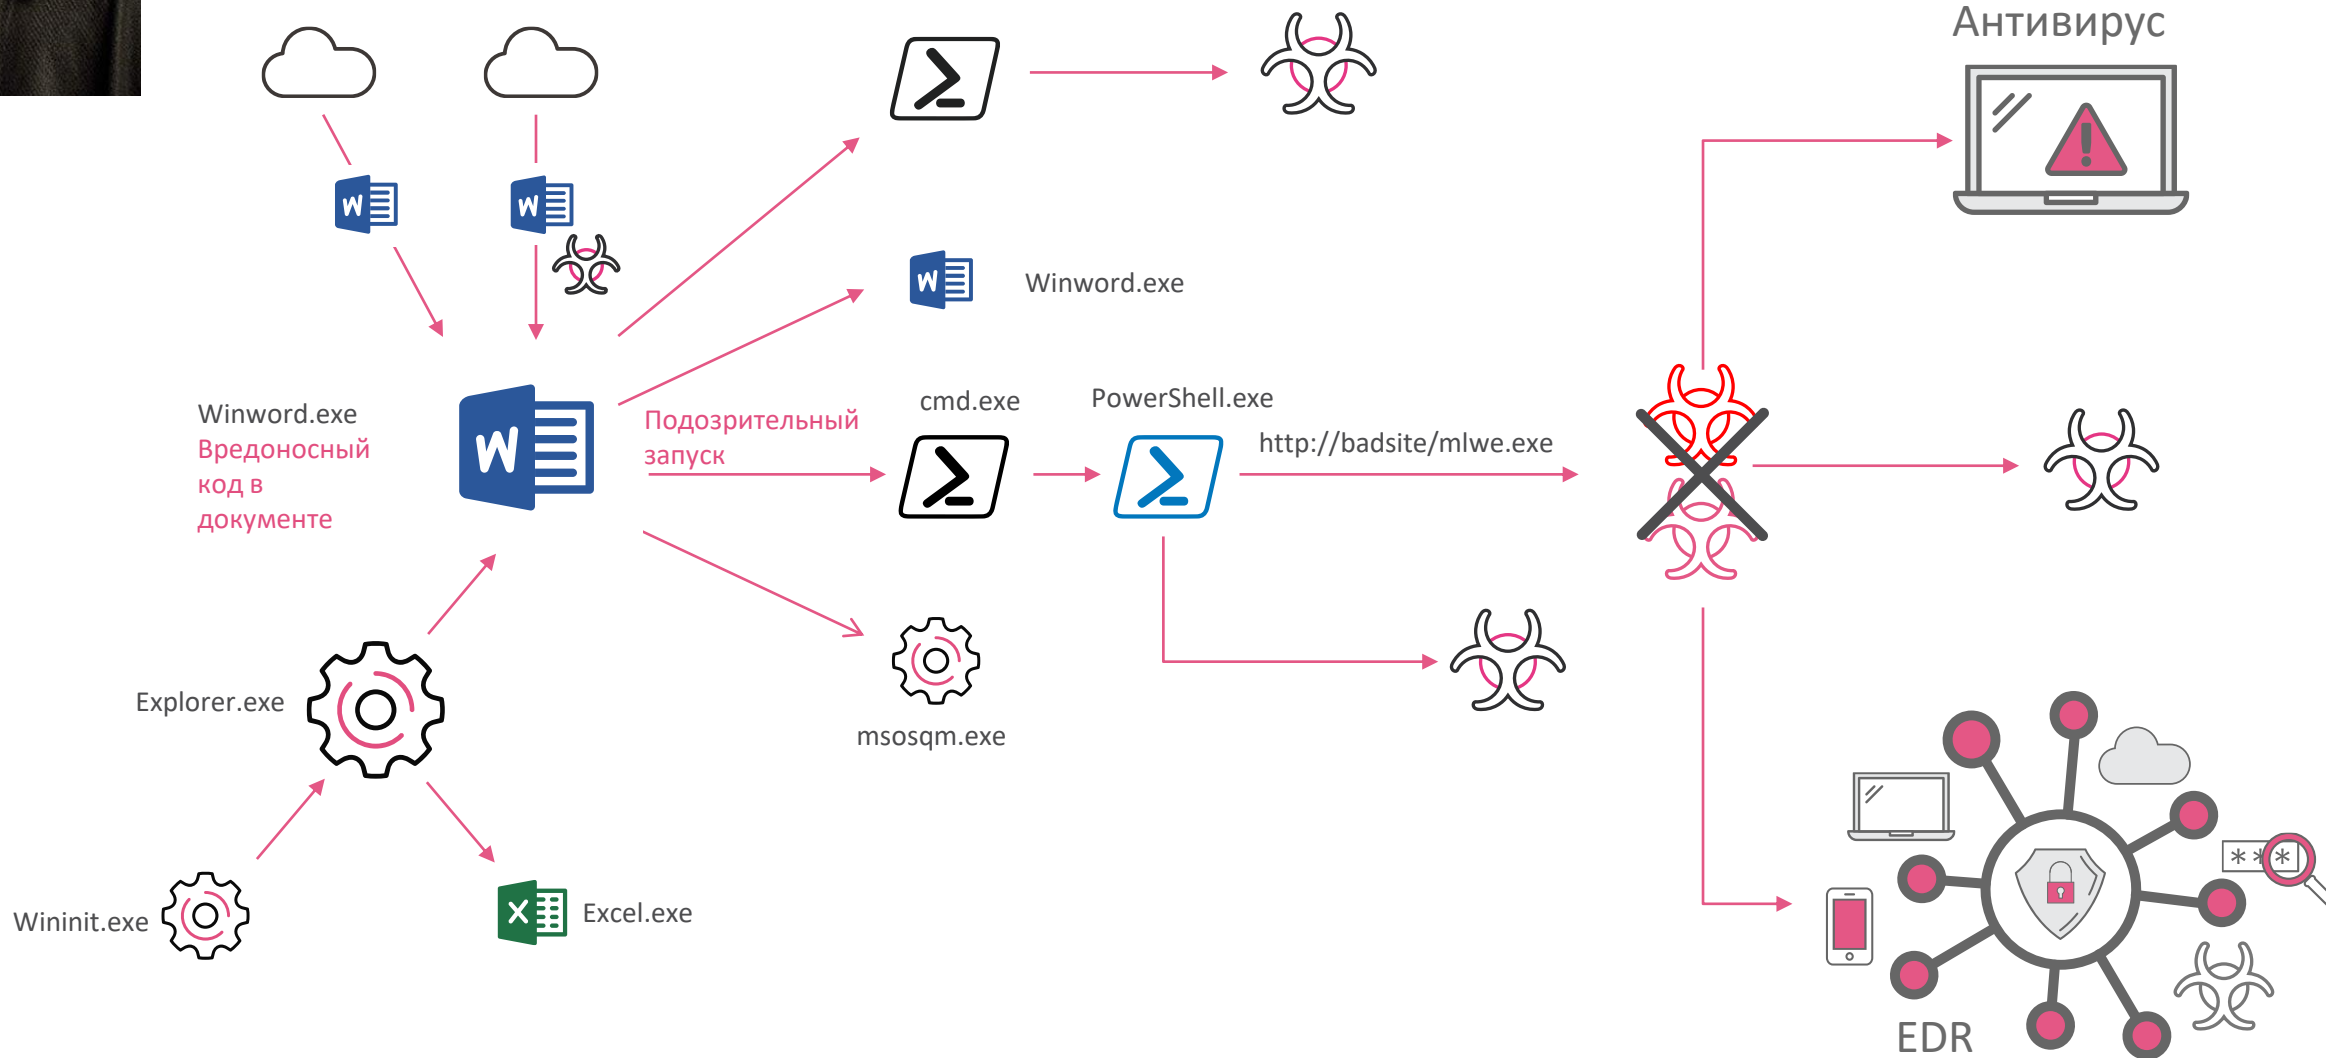 Антивирус
Winword.exe
Winword.exe
Вредоносный
код в
документе
Подозрительный
запуск
cmd.exe
PowerShell.exe
http://badsite/mlwe.exe
Explorer.exe
msosqm.exe
Wininit.exe
Excel.exe
***
EDR